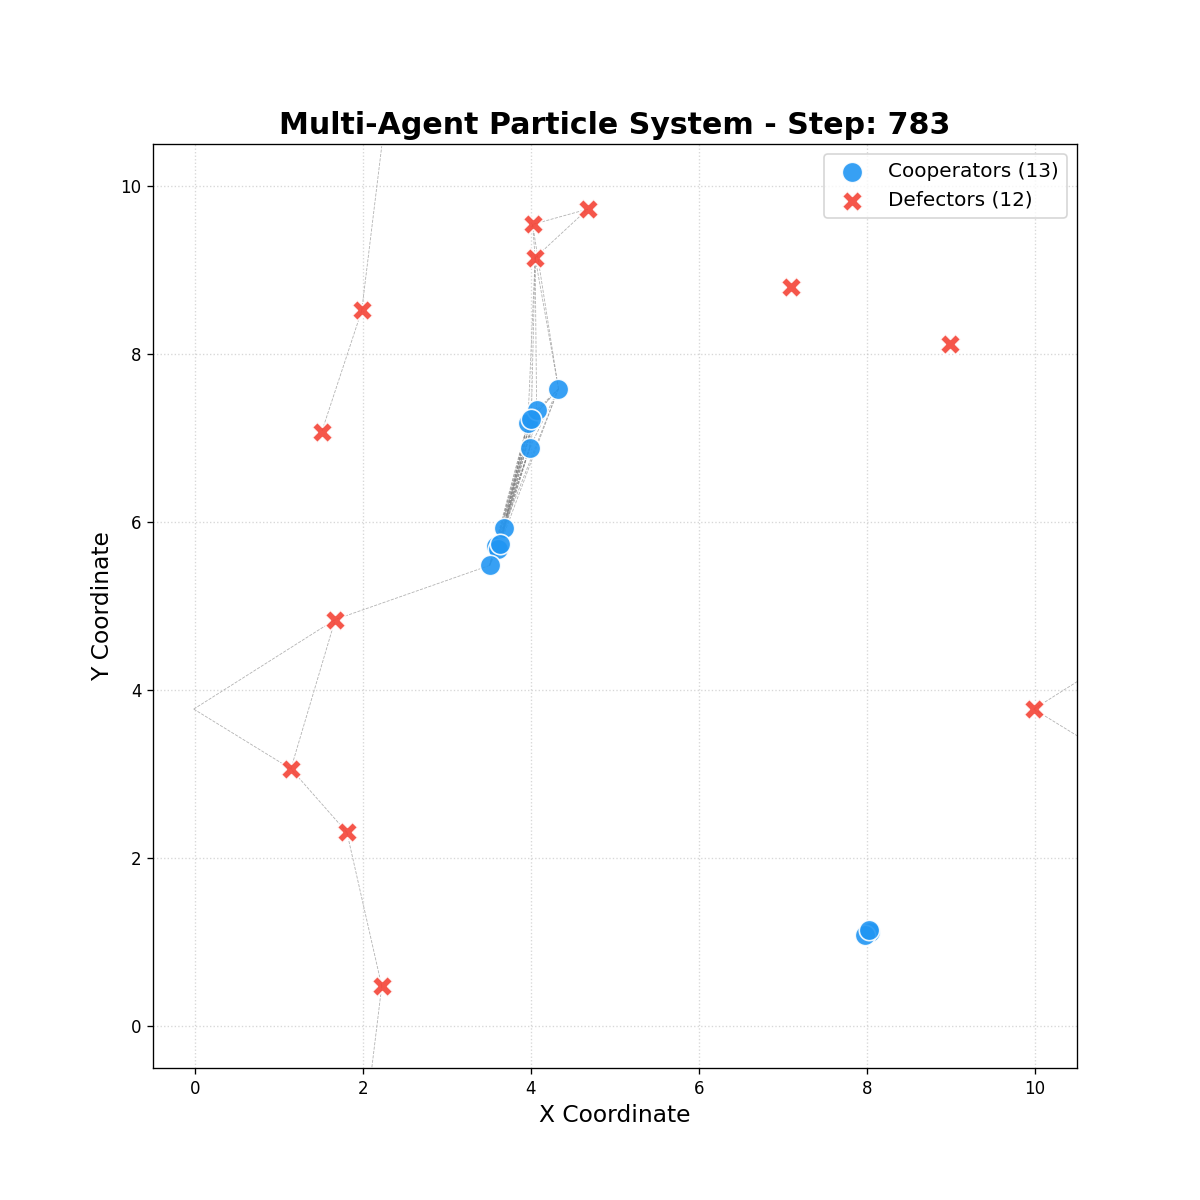 Multi-Agent Particle System - Step: 783
Cooperators (13)
Defectors (12)
10
8
6
4
2
0
Y Coordinate
0 2 4 6 8 10
X Coordinate